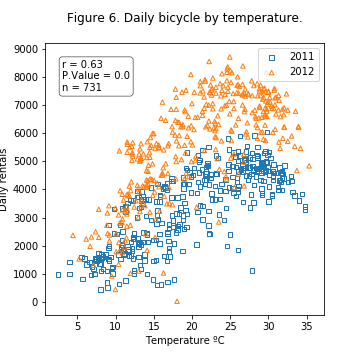 Figure 6. Daily bicycle by temperature.
r = 0.63
P.Value = 0.0
n = 731
2011
2012
9000
8000
7000
6000
5000
4000
3000
2000
1000
0
Daily rentals
5 10 15 20 25 30 35
Temperature ºC